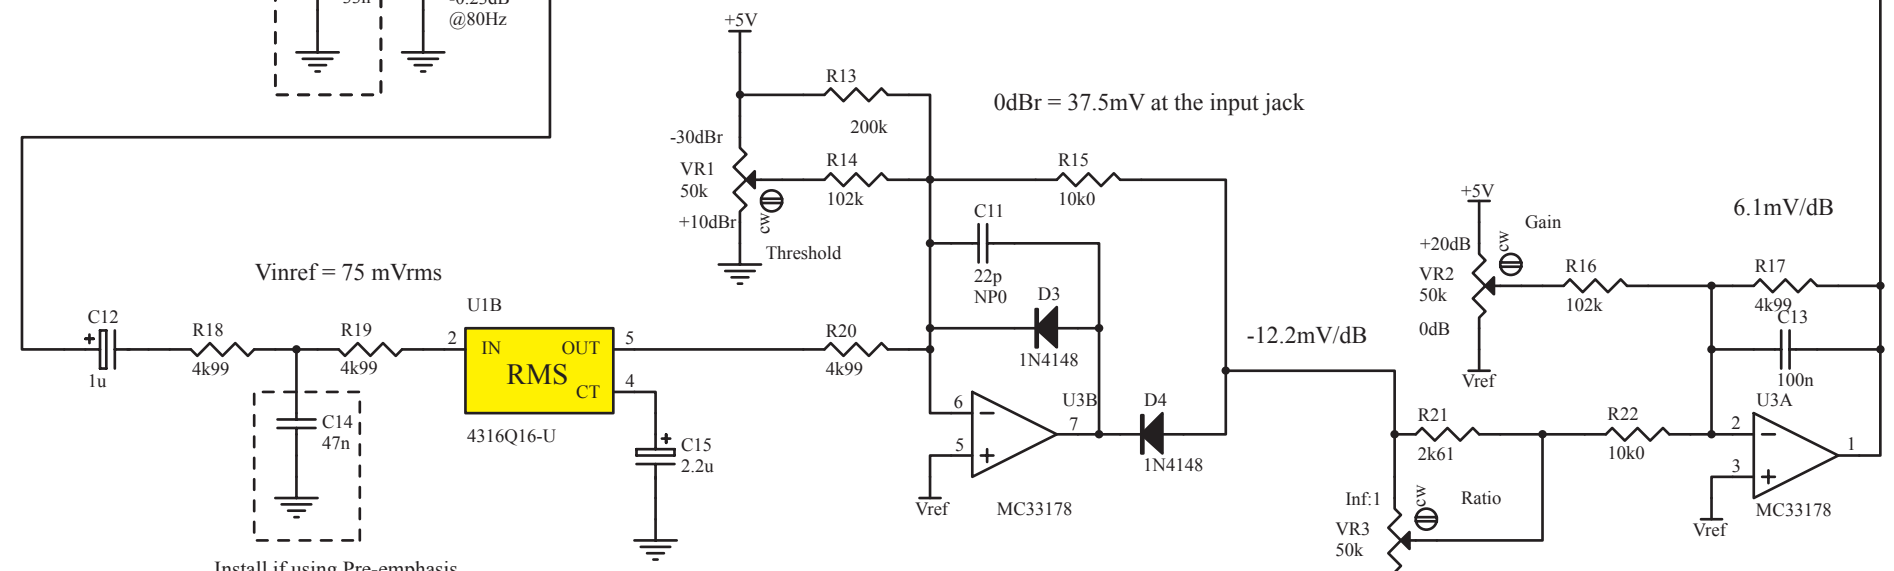 -0.25dB
@80Hz
+5V
R13
200k
0dBr = 37.5mV at the input jack
-30dBr
VR1
50k
+10dBr
cw
Threshold
R14
102k
R15
10k0
C11
22p
NP0
D3
1N4148
Vinref = 75 mVrms
C12
+
1u
R18
4k99
R19
4k99
C14
47n
Install if using Pre-emphasis
U1B
2
IN
OUT
5
RMS
CT
4
4316Q16-U
+
C15
2.2u
R20
4k99
6
5
7
U3B
Vref
MC33178
D4
1N4148
-12.2mV/dB
+5V
Gain
cw
+20dB
VR2
50k
0dB
Vref
R16
102k
6.1mV/dB
R17
4k99
C13
100n
U3A
R21
2k61
R22
10k0
2
3
1
Vref
MC33178
Inf:1
cw
Ratio
VR3
50k